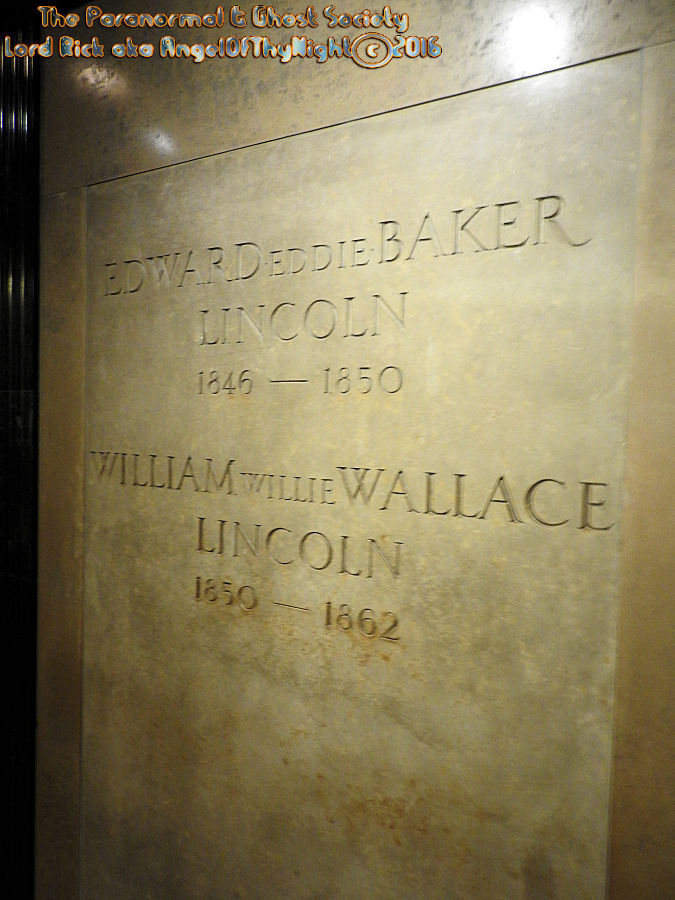 The Paranormal & Ghost Society
Lord Rick aka AngelOfThyNight©2016
EDWARD·EDDIE·BAKER
LINCOLN
1846 — 1850
WILLIAM WILLIE WALLACE
LINCOLN
1850 — 1862